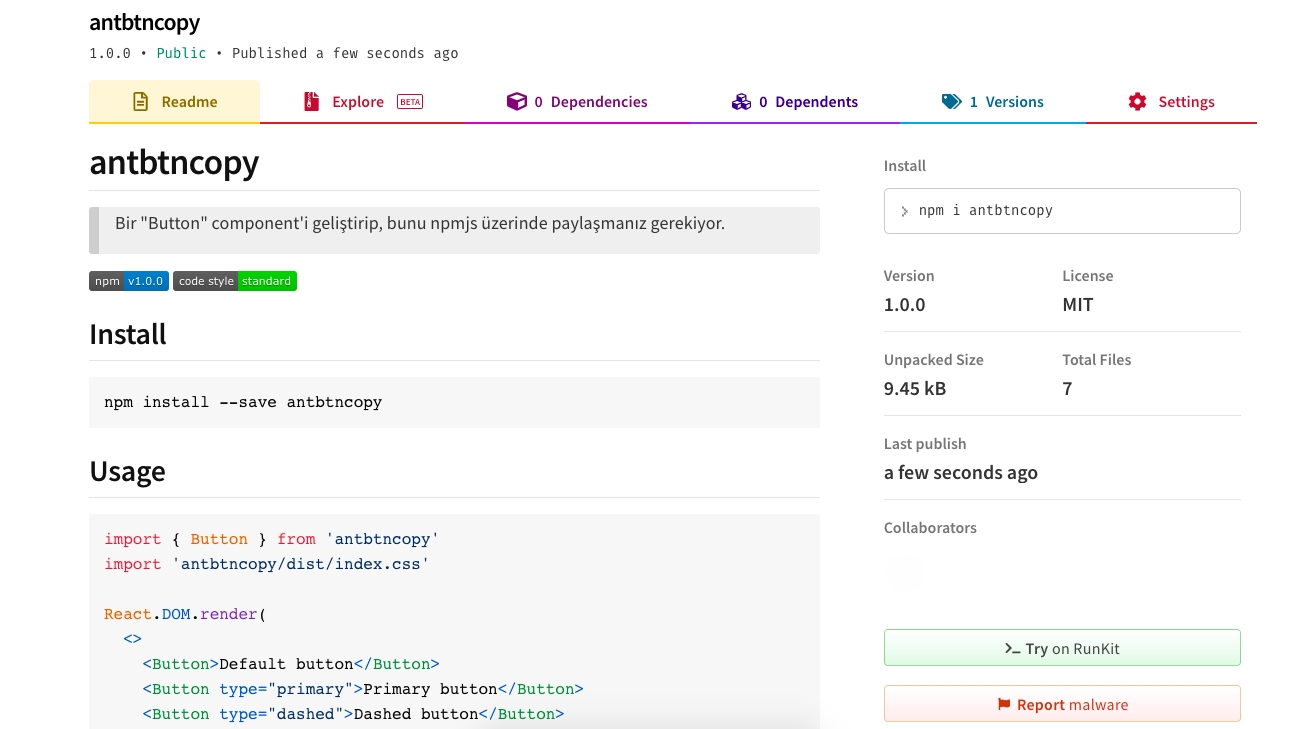 antbtncopy
1.0.0 • Public • Published a few seconds ago
Readme
Explore BETA
0 Dependencies
0 Dependents
1 Versions
Settings
antbtncopy
Bir "Button" component'i geliştirip, bunu npmjs üzerinde paylaşmanız gerekiyor.
npm v1.0.0 code style standard
Install
npm install --save antbtncopy
Usage
import { Button } from 'antbtncopy'
import 'antbtncopy/dist/index.css'
React.DOM.render(
<>
<Button>Default button</Button>
<Button type="primary">Primary button</Button>
<Button type="dashed">Dashed button</Button>
Install
> npm i antbtncopy
Version
1.0.0
License
MIT
Unpacked Size
9.45 kB
Total Files
7
Last publish
a few seconds ago
Collaborators
>_ Try on RunKit
Report malware